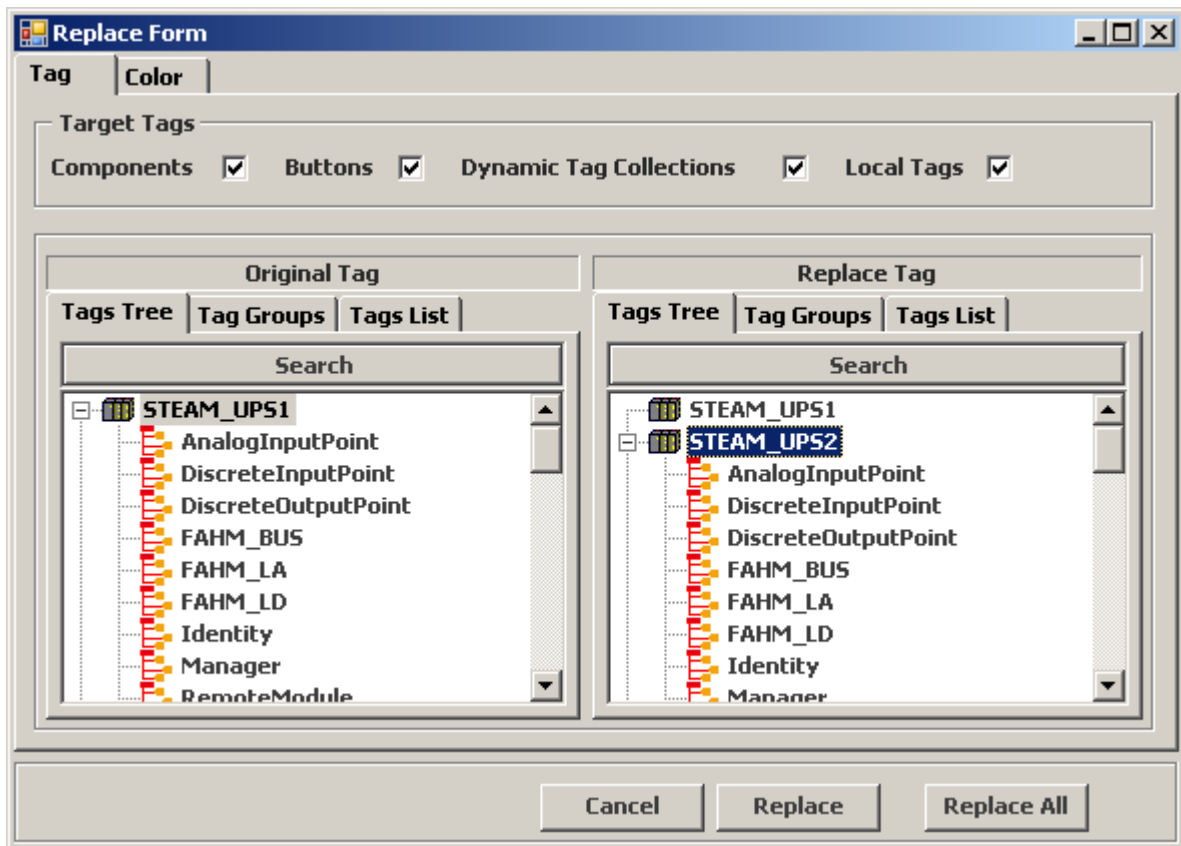 Replace Form
Tag Color
Target Tags
Components Buttons Dynamic Tag Collections Local Tags
Original Tag
Tags Tree Tag Groups Tags List
Search
STEAM_UPS1
AnalogInputPoint
DiscreteInputPoint
DiscreteOutputPoint
FAHM_BUS
FAHM_LA
FAHM_LD
Identity
Manager
RemoteModule
Replace Tag
Tags Tree Tag Groups Tags List
Search
STEAM_UPS1
STEAM_UPS2
AnalogInputPoint
DiscreteInputPoint
DiscreteOutputPoint
FAHM_BUS
FAHM_LA
FAHM_LD
Identity
Manager
Cancel Replace Replace All